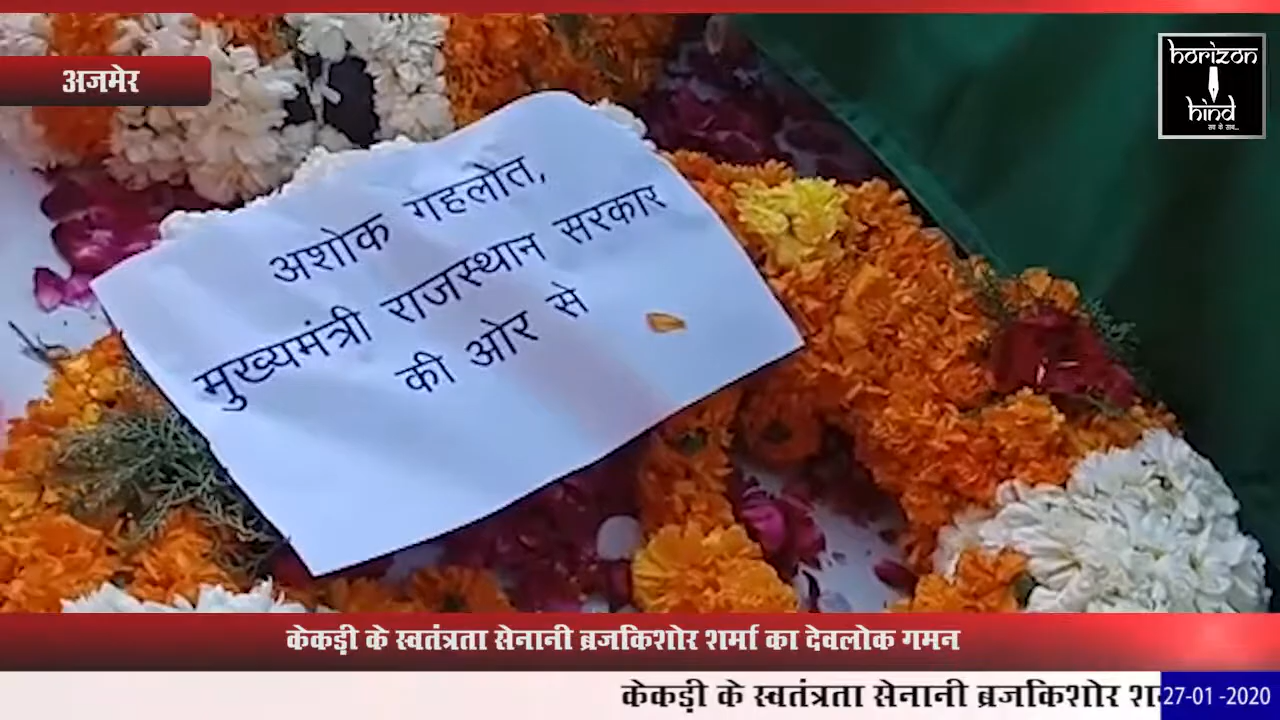 अजमेर
horizon
hind
सब के साथ...
अशोक गहलोत,
मुख्यमंत्री राजस्थान सरकार
की ओर से
केकड़ी के स्वतंत्रता सेनानी ब्रजकिशोर शर्मा का देवलोक गमन
केकड़ी के स्वतंत्रता सेनानी ब्रजकिशोर
27-01 -2020